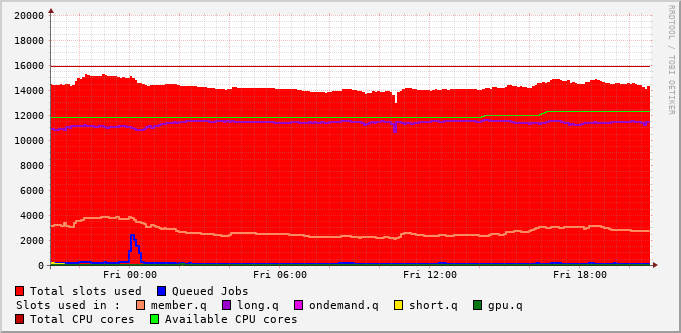 20000
18000
16000
14000
12000
10000
8000
6000
4000
2000
0
Fri 00:00 Fri 06:00 Fri 12:00 Fri 18:00
Total slots used Queued Jobs
Slots used in : member.q long.q ondemand.q short.q gpu.q
Total CPU cores Available CPU cores
RRDTOOL / TOBI OETIKER